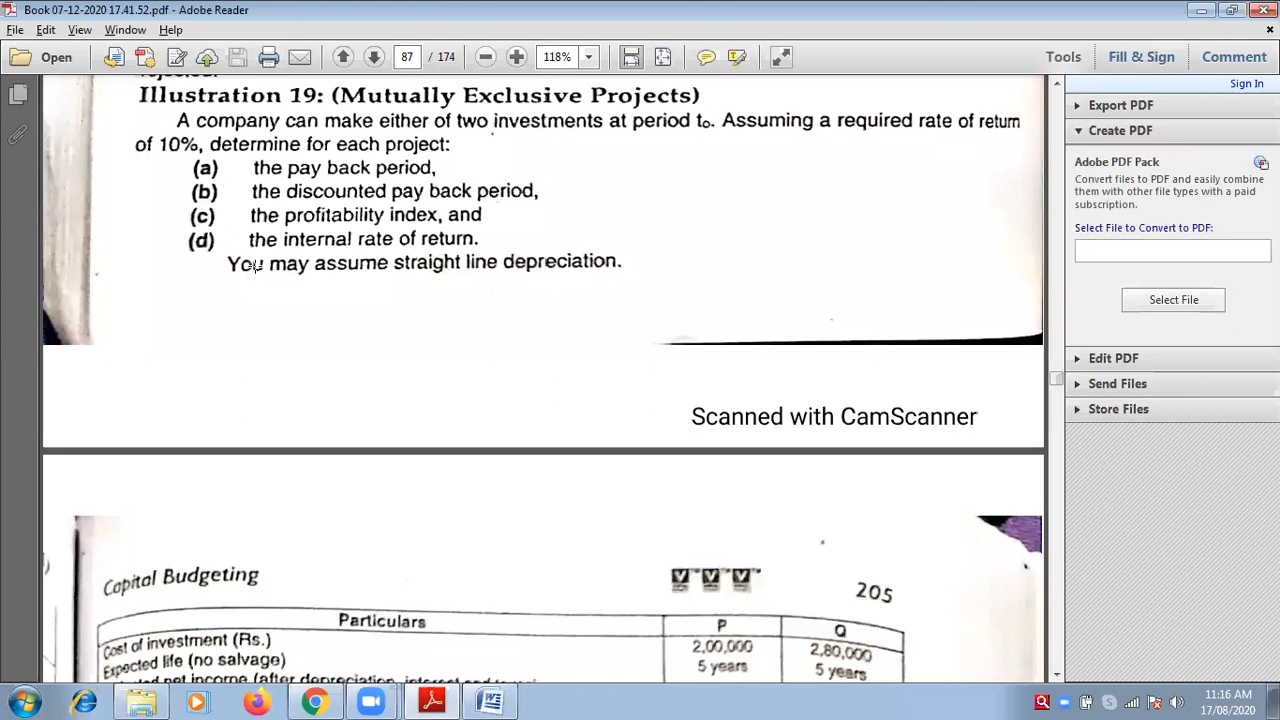 Book 07-12-2020 17.41.52.pdf - Adobe Reader
File Edit View Window Help
Open 87 / 174 118% Tools Fill & Sign Comment
Sign In
Export PDF
Create PDF
Adobe PDF Pack
Convert files to PDF and easily combine
them with other file types with a paid
subscription.
Select File to Convert to PDF:
Select File
Edit PDF
Send Files
Store Files
Illustration 19: (Mutually Exclusive Projects)
A company can make either of two investments at period to. Assuming a required rate of return
of 10%, determine for each project:
(a) the pay back period,
(b) the discounted pay back period,
(c) the profitability index, and
(d) the internal rate of return.
You may assume straight line depreciation.
Scanned with CamScanner
Capital Budgeting 205
Particulars P Q
Cost of investment (Rs.) 2,00,000 2,80,000
Expected life (no salvage) 5 years 5 years
net income (after depreciation, interest and
11:16 AM
17/08/2020